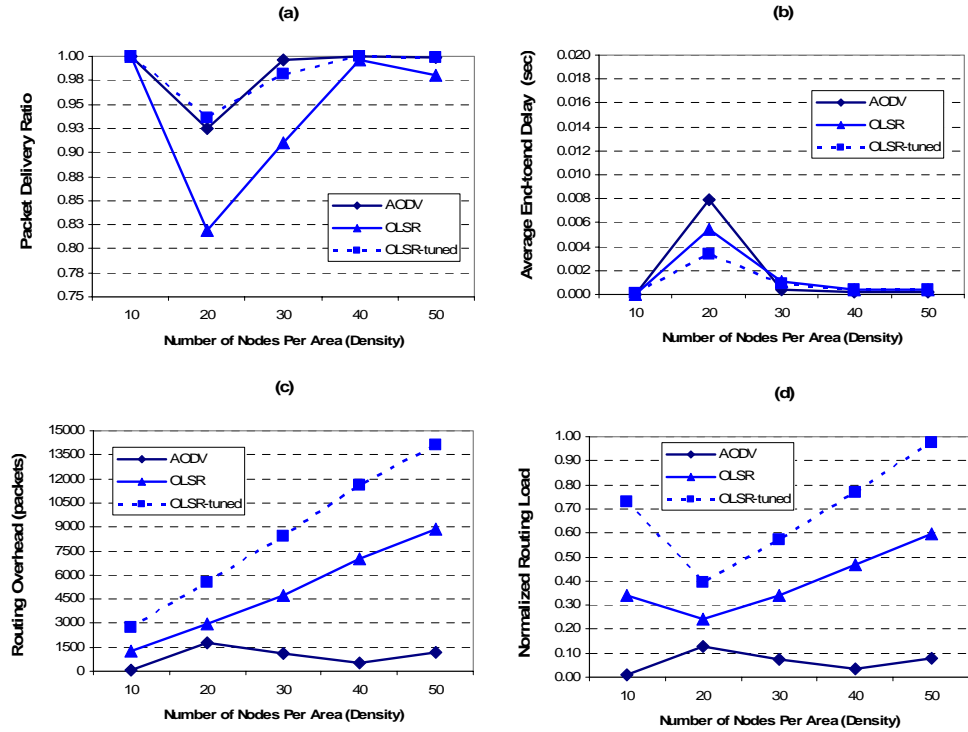 (a)
Packet Delivery Ratio
1.00
0.98
0.95
0.93
0.90
0.88
0.85
0.83
0.80
0.78
0.75
10 20 30 40 50
Number of Nodes Per Area (Density)
AODV
OLSR
OLSR-tuned
(b)
Average End-toend Delay (sec)
0.020
0.018
0.016
0.014
0.012
0.010
0.008
0.006
0.004
0.002
0.000
10 20 30 40 50
Number of Nodes Per Area (Density)
AODV
OLSR
OLSR-tuned
(c)
Routing Overhead (packets)
15000
13500
12000
10500
9000
7500
6000
4500
3000
1500
0
10 20 30 40 50
Number of Nodes Per Area (Density)
AODV
OLSR
OLSR-tuned
(d)
Normalized Routing Load
1.00
0.90
0.80
0.70
0.60
0.50
0.40
0.30
0.20
0.10
0.00
10 20 30 40 50
Number of Nodes Per Area (Density)
AODV
OLSR
OLSR-tuned